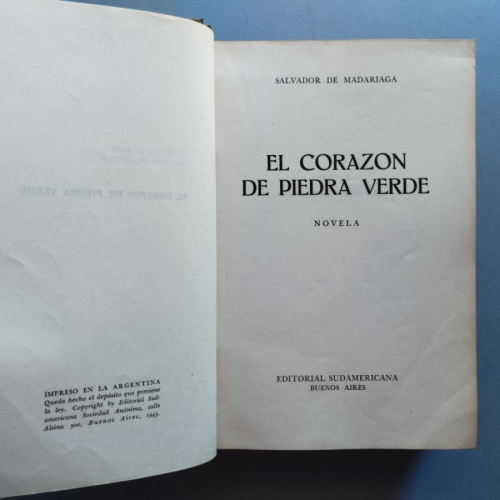 IMPRESO EN LA ARGENTINA
Queda hecho el depósito que previene
la ley. Copyright by Editorial Sud-
americana Sociedad Anónima, calle
Alsina 500, Buenos Aires, 1943.
SALVADOR DE MADARIAGA
EL CORAZON
DE PIEDRA VERDE
NOVELA
EDITORIAL SUDAMERICANA
BUENOS AIRES